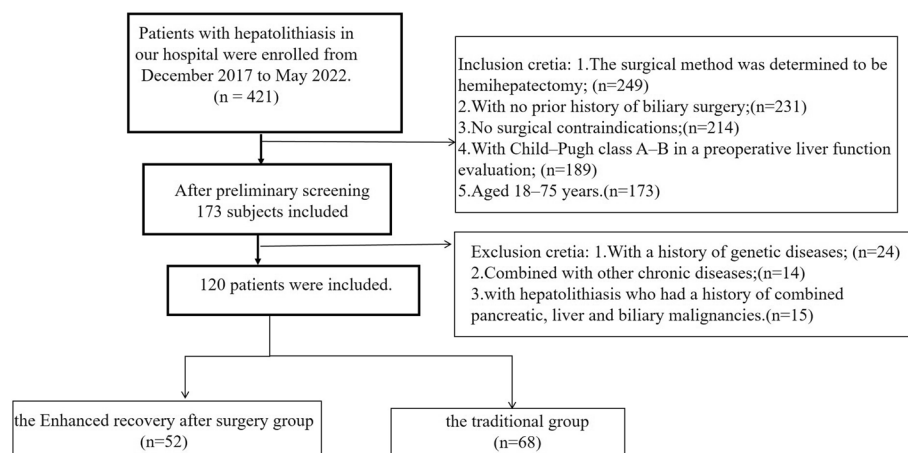 Patients with hepatolithiasis in
our hospital were enrolled from
December 2017 to May 2022.
(n = 421)
Inclusion cretia: 1.The surgical method was determined to be
hemihepatectomy; (n=249)
2.With no prior history of biliary surgery;(n=231)
3.No surgical contraindications;(n=214)
4.With Child–Pugh class A–B in a preoperative liver function
evaluation; (n=189)
5.Aged 18–75 years.(n=173)
After preliminary screening
173 subjects included
Exclusion cretia: 1.With a history of genetic diseases; (n=24)
2.Combined with other chronic diseases;(n=14)
3.with hepatolithiasis who had a history of combined
pancreatic, liver and biliary malignancies.(n=15)
120 patients were included.
the Enhanced recovery after surgery group
(n=52)
the traditional group
(n=68)